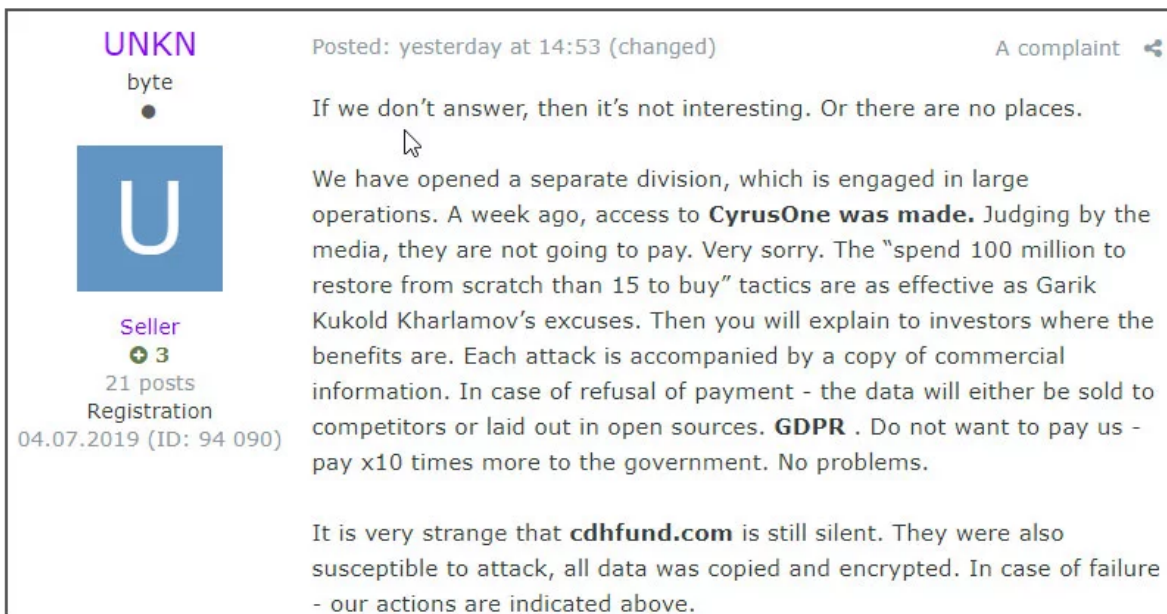 UNKN
byte
U
Seller
3
21 posts
Registration
04.07.2019 (ID: 94 090)
Posted: yesterday at 14:53 (changed)
A complaint
If we don’t answer, then it’s not interesting. Or there are no places.
We have opened a separate division, which is engaged in large
operations. A week ago, access to CyrusOne was made. Judging by the
media, they are not going to pay. Very sorry. The “spend 100 million to
restore from scratch than 15 to buy” tactics are as effective as Garik
Kukold Kharlamov’s excuses. Then you will explain to investors where the
benefits are. Each attack is accompanied by a copy of commercial
information. In case of refusal of payment - the data will either be sold to
competitors or laid out in open sources. GDPR . Do not want to pay us -
pay x10 times more to the government. No problems.
It is very strange that cdhfund.com is still silent. They were also
susceptible to attack, all data was copied and encrypted. In case of failure
- our actions are indicated above.